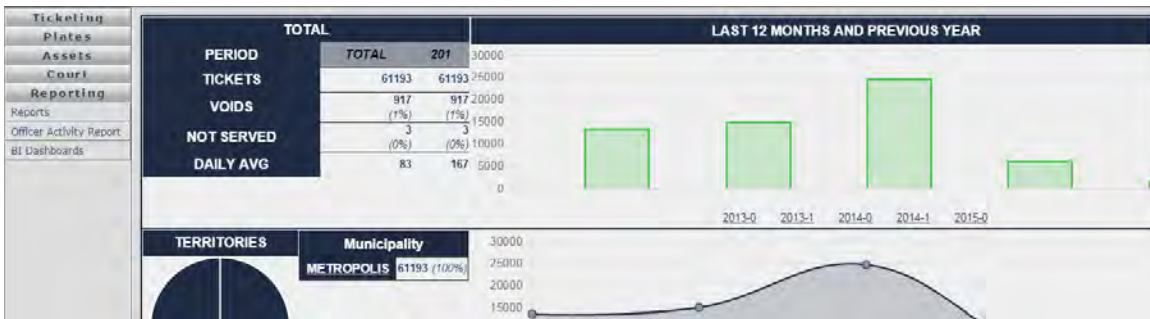 Ticketing
Plates
Assets
Court
Reporting
Reports
Officer Activity Report
BI Dashboards
TOTAL
PERIOD TOTAL 201
TICKETS 61193 61193
VOIDS 917 917
(1%) (1%)
NOT SERVED 3 3
(0%) (0%)
DAILY AVG 83 167
LAST 12 MONTHS AND PREVIOUS YEAR
30000
25000
20000
15000
10000
5000
0
2013-0 2013-1 2014-0 2014-1 2015-0
TERRITORIES
Municipality
METROPOLIS 61193 (100%)
30000
25000
20000
15000